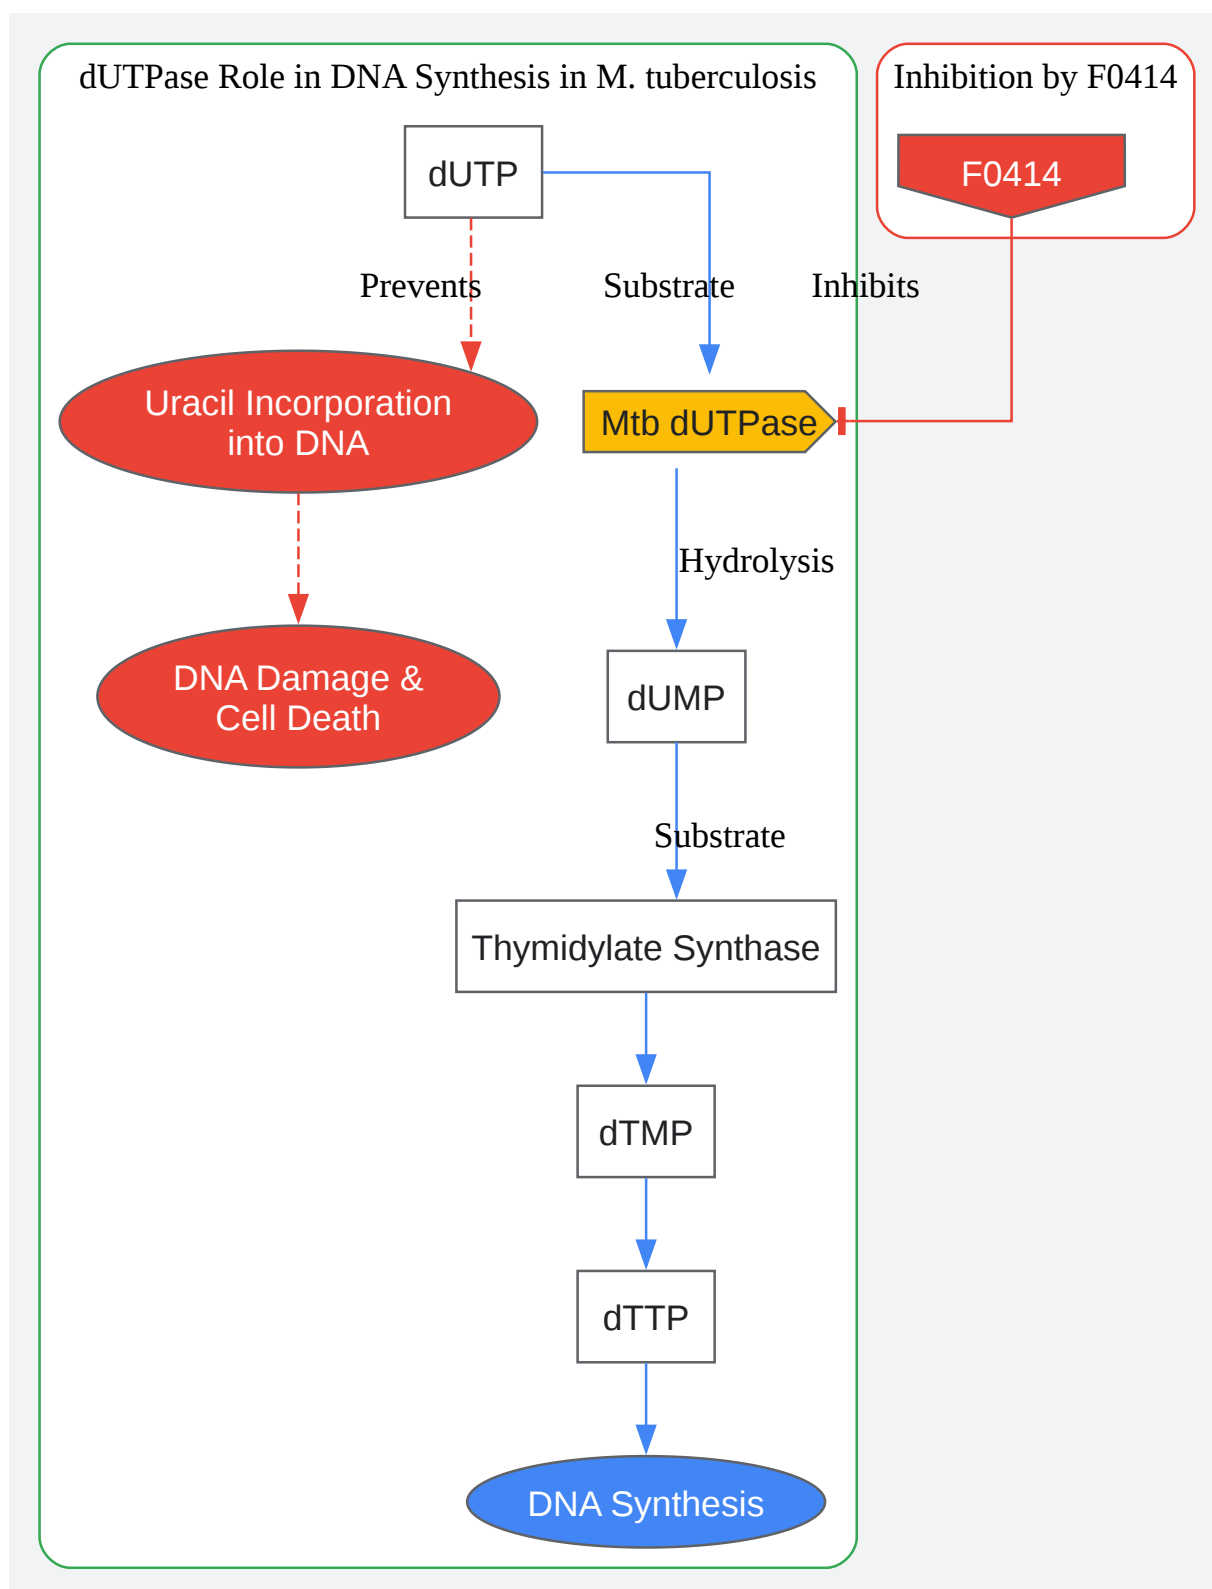 dUTPase Role in DNA Synthesis in M. tuberculosis
Inhibition by F0414
dUTP
F0414
Prevents
Substrate
Inhibits
Uracil Incorporation
into DNA
Mtb dUTPase
Hydrolysis
DNA Damage &
Cell Death
dUMP
Substrate
Thymidylate Synthase
dTMP
dTTP
DNA Synthesis